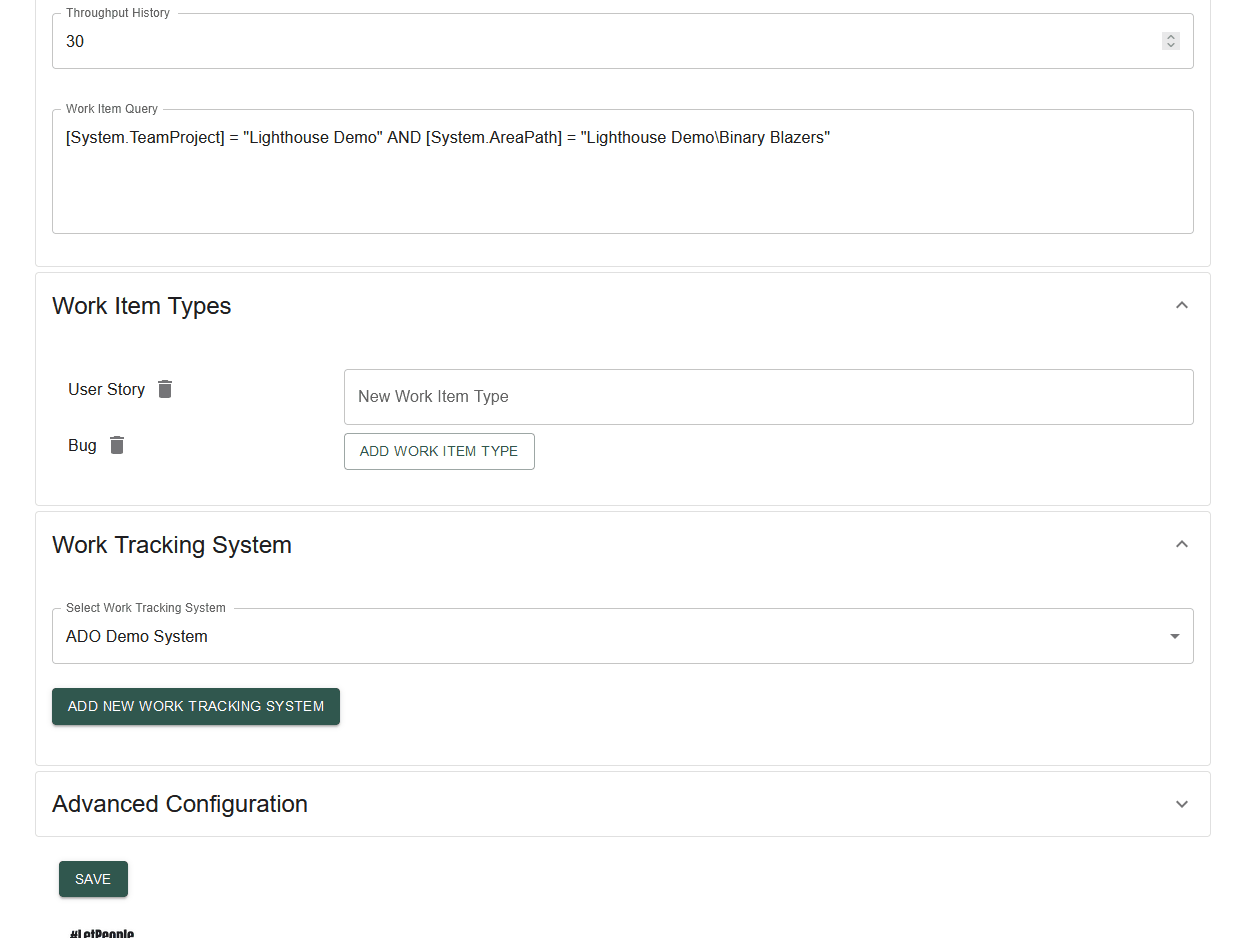 Throughput History
30
Work Item Query
[System.TeamProject] = "Lighthouse Demo" AND [System.AreaPath] = "Lighthouse Demo\Binary Blazers"
Work Item Types
User Story
New Work Item Type
Bug
ADD WORK ITEM TYPE
Work Tracking System
Select Work Tracking System
ADO Demo System
ADD NEW WORK TRACKING SYSTEM
Advanced Configuration
SAVE
#LetPeople